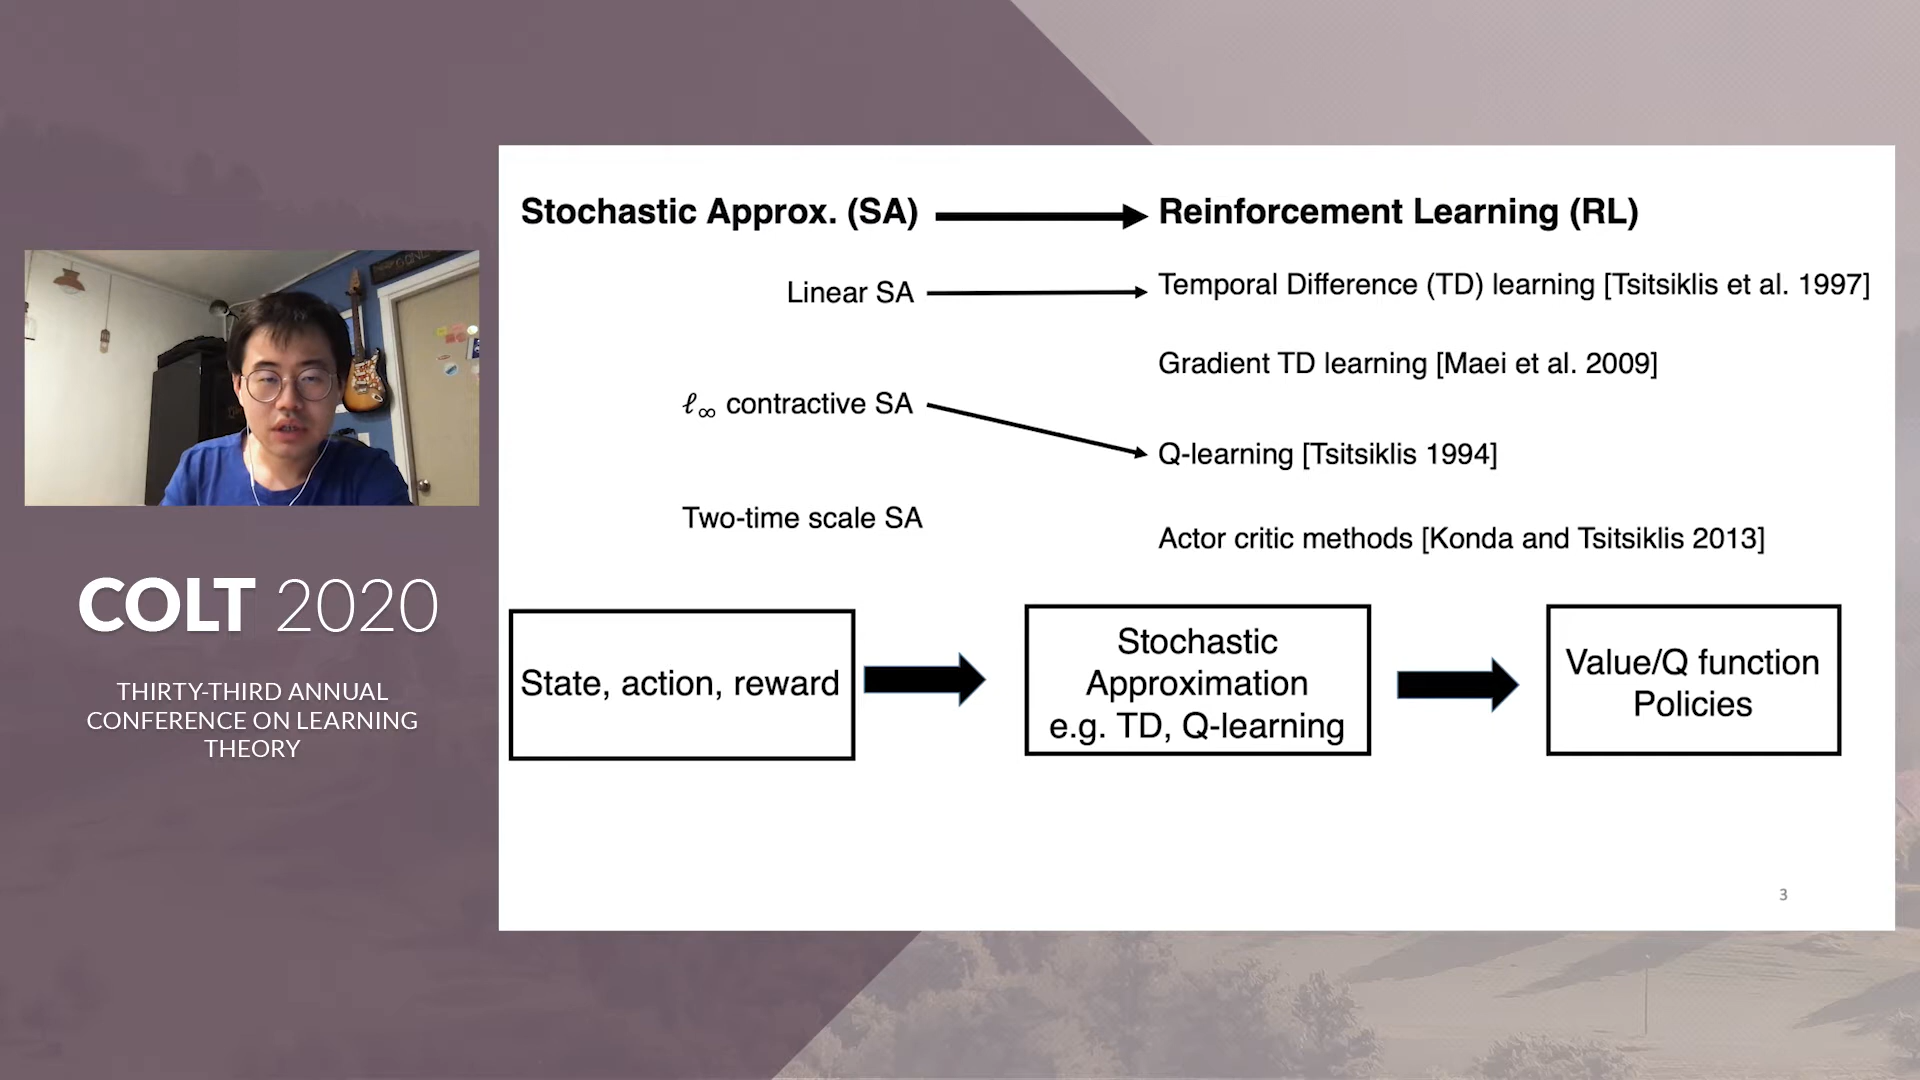 Stochastic Approx. (SA)
Reinforcement Learning (RL)
Linear SA
Temporal Difference (TD) learning [Tsitsiklis et al. 1997]
Gradient TD learning [Maei et al. 2009]
ℓ∞ contractive SA
Q-learning [Tsitsiklis 1994]
Two-time scale SA
Actor critic methods [Konda and Tsitsiklis 2013]
State, action, reward
Stochastic
Approximation
e.g. TD, Q-learning
Value/Q function
Policies
3
COLT 2020
THIRTY-THIRD ANNUAL
CONFERENCE ON LEARNING
THEORY